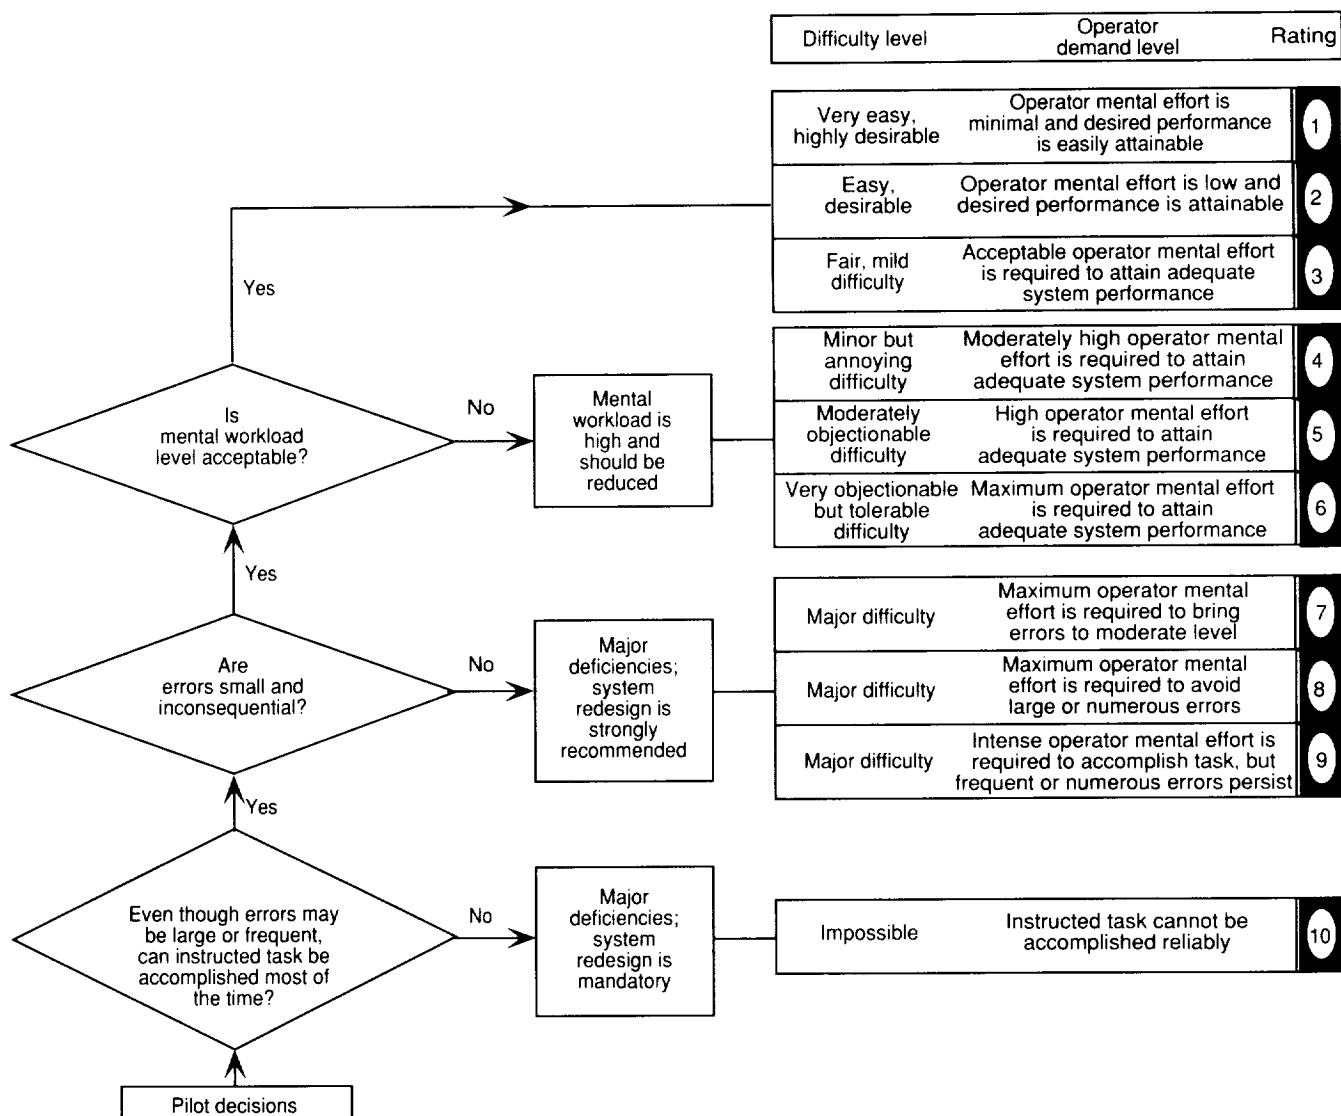 Difficulty level
Operator
demand level
Rating
Very easy,
highly desirable
Operator mental effort is
minimal and desired performance
is easily attainable
1
Easy,
desirable
Operator mental effort is low and
desired performance is attainable
2
Fair, mild
difficulty
Acceptable operator mental effort
is required to attain adequate
system performance
3
Yes
Is
mental workload
level acceptable?
No
Mental
workload is
high and
should be
reduced
Minor but
annoying
difficulty
Moderately high operator mental
effort is required to attain
adequate system performance
4
Moderately
objectionable
difficulty
High operator mental effort
is required to attain
adequate system performance
5
Very objectionable
but tolerable
difficulty
Maximum operator mental effort
is required to attain
adequate system performance
6
Yes
Are
errors small and
inconsequential?
No
Major
deficiencies;
system
redesign is
strongly
recommended
Major difficulty
Maximum operator mental
effort is required to bring
errors to moderate level
7
Major difficulty
Maximum operator mental
effort is required to avoid
large or numerous errors
8
Major difficulty
Intense operator mental effort is
required to accomplish task, but
frequent or numerous errors persist
9
Yes
Even though errors may
be large or frequent,
can instructed task be
accomplished most of
the time?
No
Major
deficiencies;
system
redesign is
mandatory
Impossible
Instructed task cannot be
accomplished reliably
10
Pilot decisions